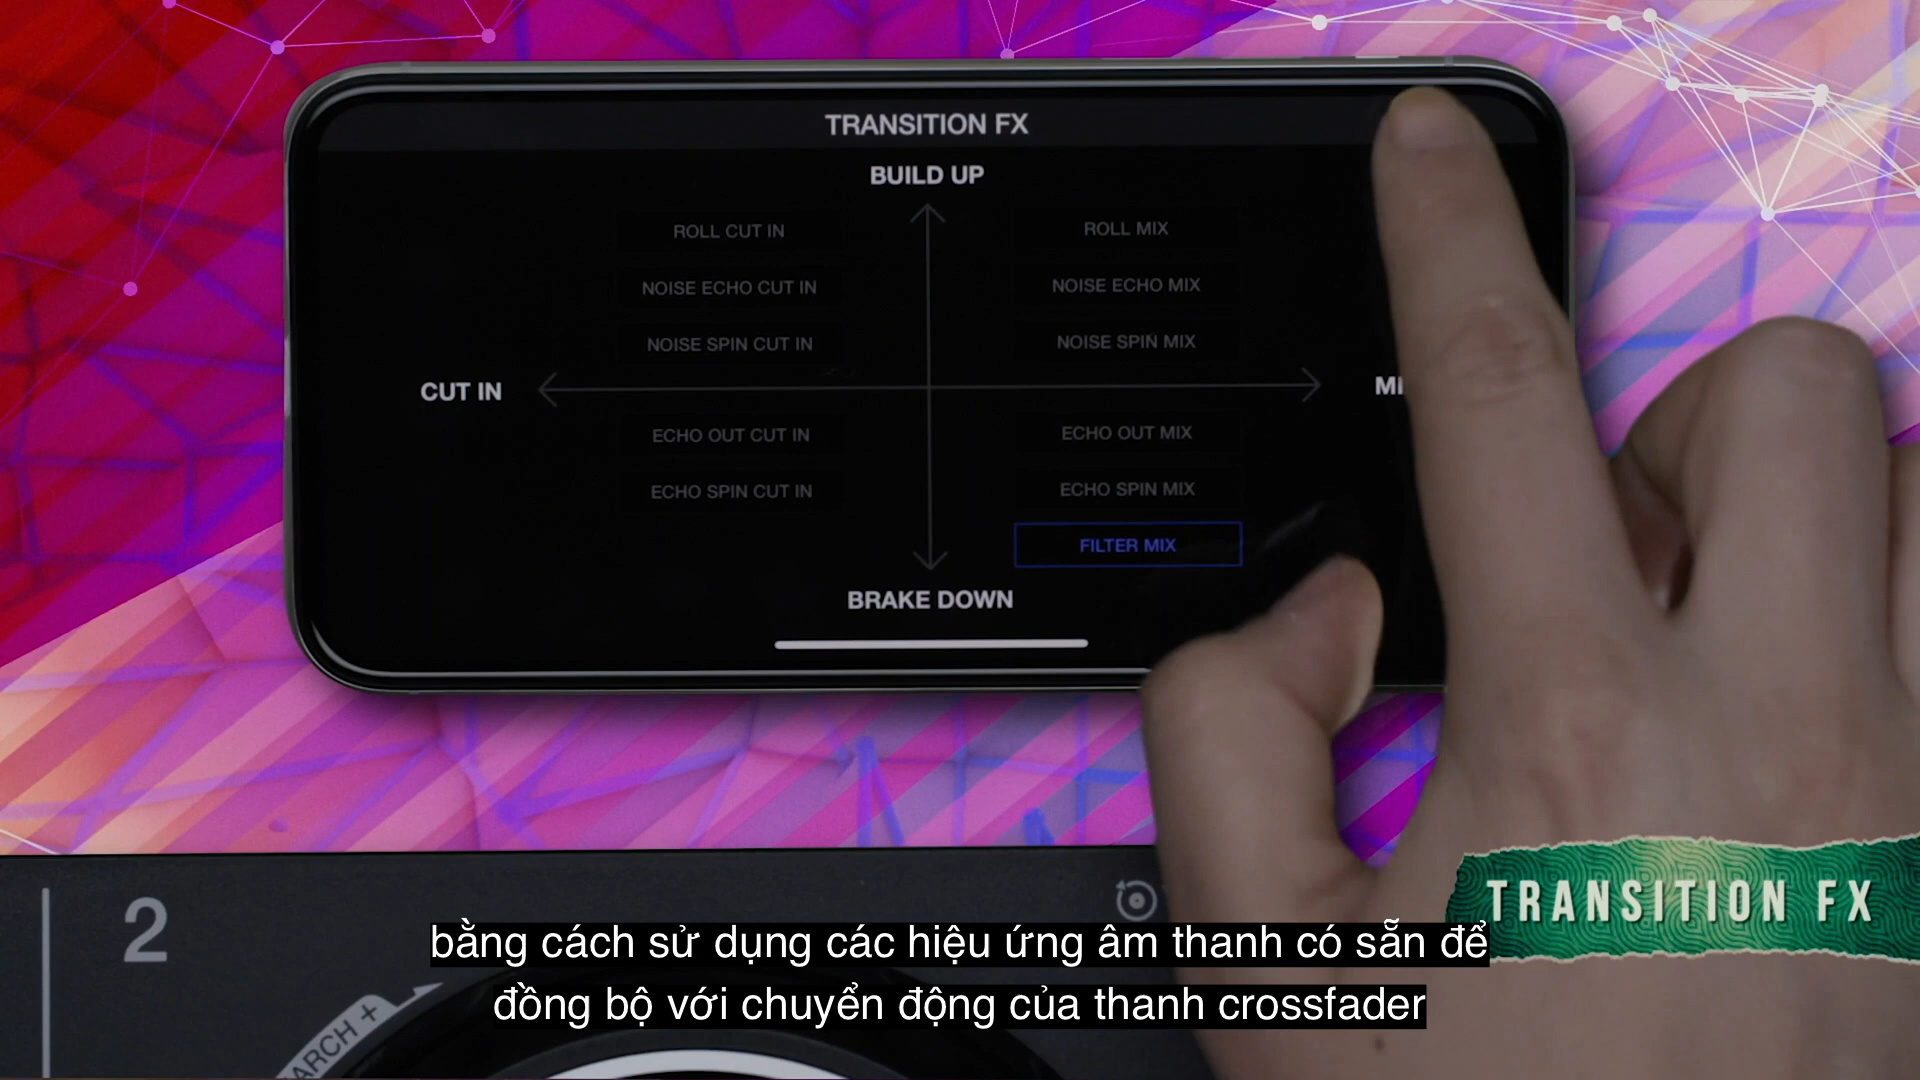 TRANSITION FX
BUILD UP
ROLL CUT IN
ROLL MIX
NOISE ECHO CUT IN
NOISE ECHO MIX
NOISE SPIN CUT IN
NOISE SPIN MIX
CUT IN
ECHO OUT CUT IN
ECHO OUT MIX
ECHO SPIN CUT IN
ECHO SPIN MIX
FILTER MIX
BRAKE DOWN
2
TRANSITION FX
bằng cách sử dụng các hiệu ứng âm thanh có sẵn để
đồng bộ với chuyển động của thanh crossfader